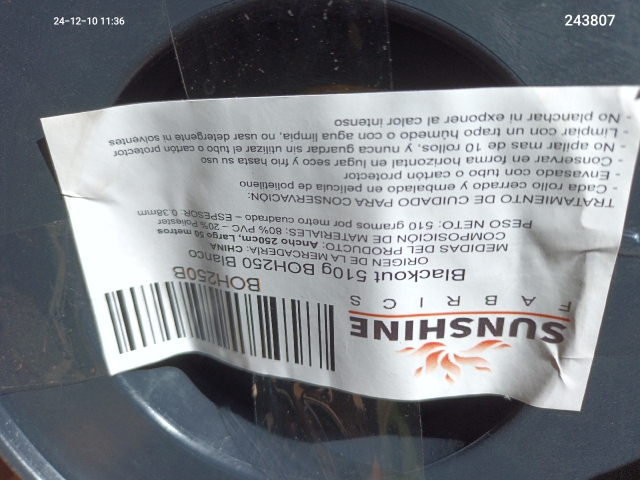 24-12-10 11:36
243807
SUNSHINE
FABRICS
BOH250B
Blackout 510g BOH250 Blanco
ORIGEN DE LA MERCADERÍA: CHINA
MEDIDAS DEL PRODUCTO: Ancho 250cm, Largo 50 metros
COMPOSICIÓN DE MATERIALES: 80% PVC – 20% Poliester
PESO NETO: 510 gramos por metro cuadrado – ESPESOR: 0.38mm
TRATAMIENTO DE CUIDADO PARA CONSERVACIÓN:
- Cada rollo cerrado y embalado en película de polietileno
- Envasado con tubo cartón o protector
- Conservar en forma horizontal en lugar seco y frio hasta su uso
- No apilar mas de 10 rollos, y nunca guardar sin utilizar el tubo o cartón protector
- Limpiar con un trapo húmedo o con agua limpia, no usar detergente ni solventes
- No planchar ni exponer al calor intenso